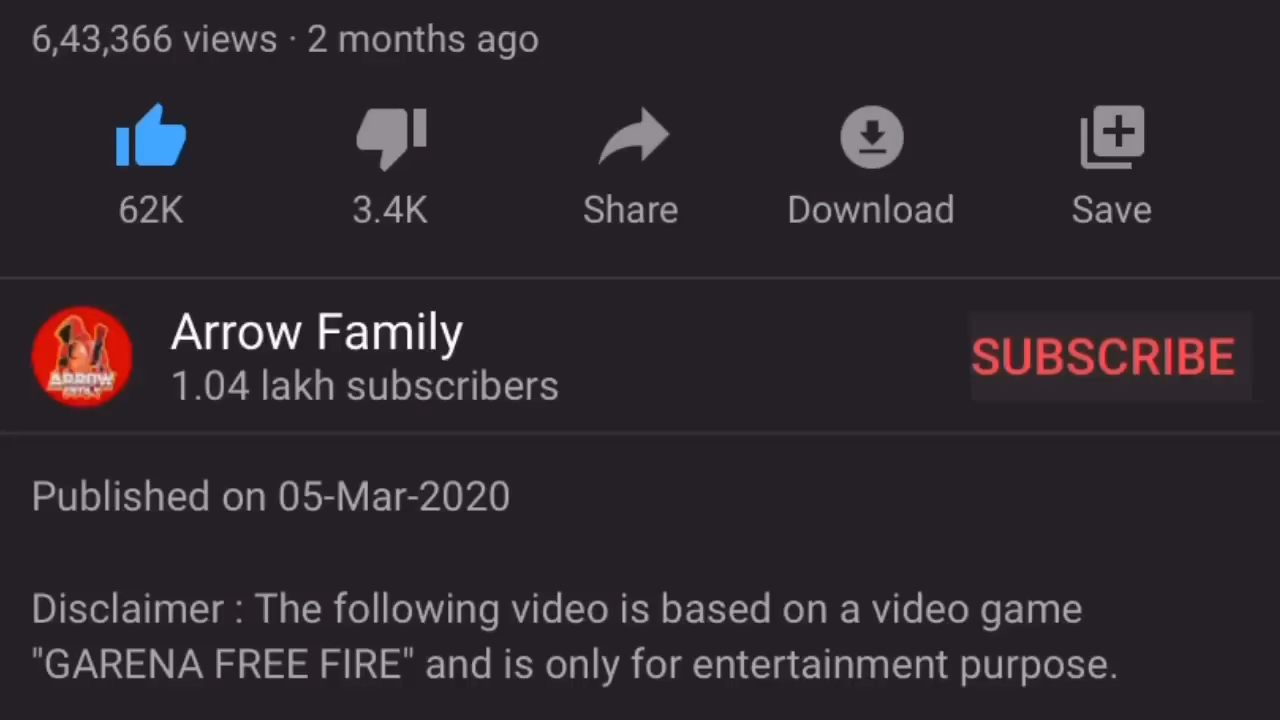 6,43,366 views · 2 months ago
62K 3.4K Share Download Save
Arrow Family
1.04 lakh subscribers
SUBSCRIBE
ARROW
Published on 05-Mar-2020
Disclaimer : The following video is based on a video game
"GARENA FREE FIRE" and is only for entertainment purpose.